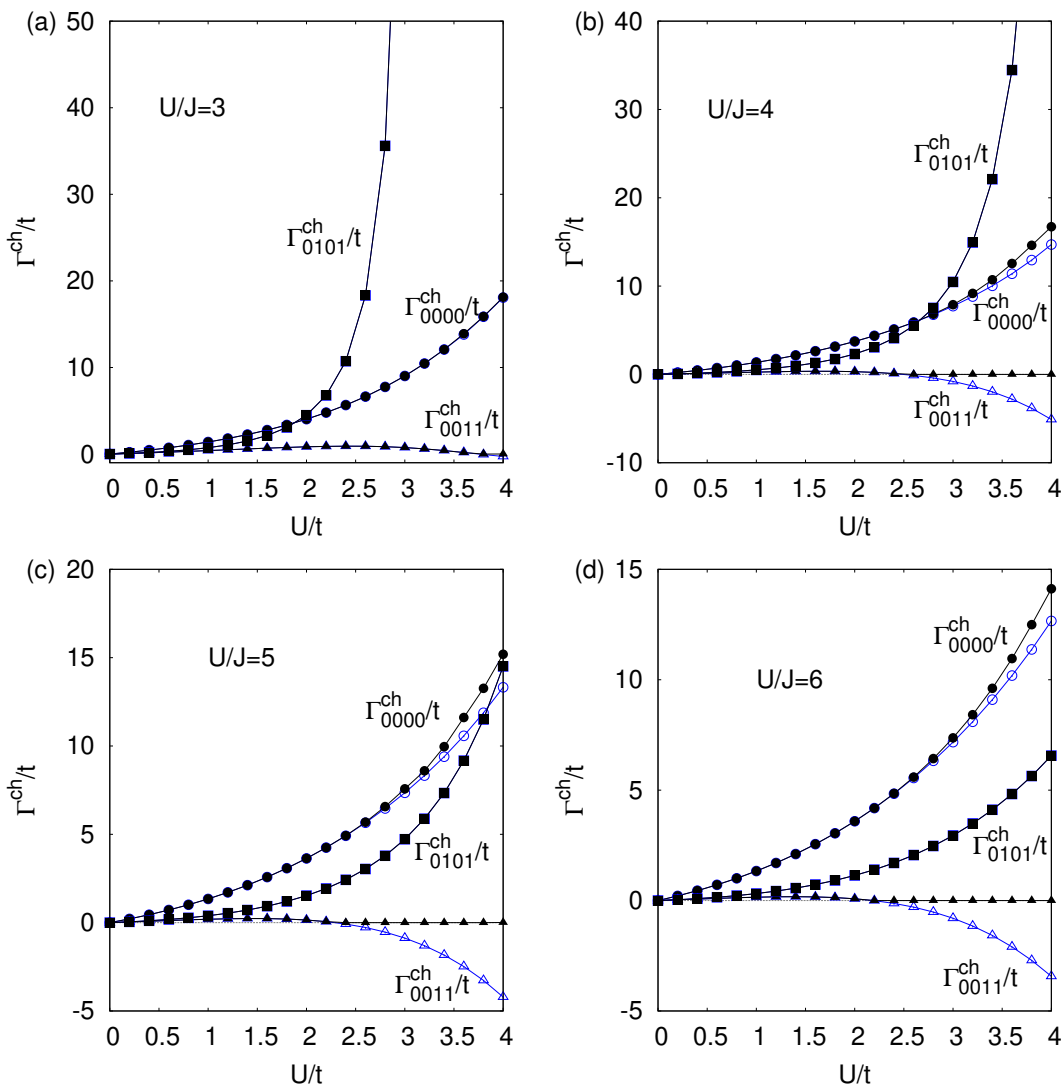 (a)
50
40
30
20
10
0
U/J=3
Γ^ch_0101/t
Γ^ch_0000/t
Γ^ch_0011/t
Γ^ch/t
0 0.5 1 1.5 2 2.5 3 3.5 4
U/t
(b)
40
30
20
10
0
-10
U/J=4
Γ^ch_0101/t
Γ^ch_0000/t
Γ^ch_0011/t
Γ^ch/t
0 0.5 1 1.5 2 2.5 3 3.5 4
U/t
(c)
20
15
10
5
0
-5
U/J=5
Γ^ch_0000/t
Γ^ch_0101/t
Γ^ch_0011/t
Γ^ch/t
0 0.5 1 1.5 2 2.5 3 3.5 4
U/t
(d)
15
10
5
0
-5
Γ^ch_0000/t
U/J=6
Γ^ch_0101/t
Γ^ch_0011/t
Γ^ch/t
0 0.5 1 1.5 2 2.5 3 3.5 4
U/t